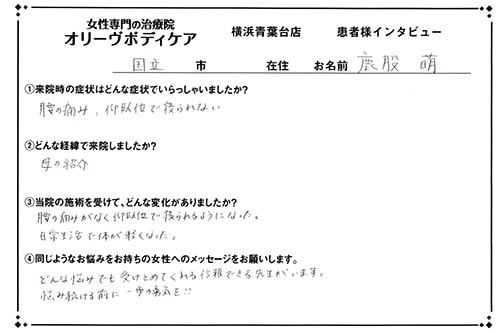 女性専門の治療院
オリーヴボディケア 横浜青葉台店 患者様インタビュー
国立 市 在住 お名前 鹿股 萌
①来院時の症状はどんな症状でいらっしゃいましたか?
腰の痛み、仰臥位で寝られない
②どんな経緯で来院しましたか?
母の紹介
③当院の施術を受けて、どんな変化がありましたか?
腰の痛みがなく仰臥位で寝られるようになった。
日常生活で体が軽くなった。
④同じようなお悩みをお持ちの女性へのメッセージをお願いします。
どんな悩みでも受けとめてくれる信頼できる先生がいます。
悩み続ける前に一歩の勇気を!!